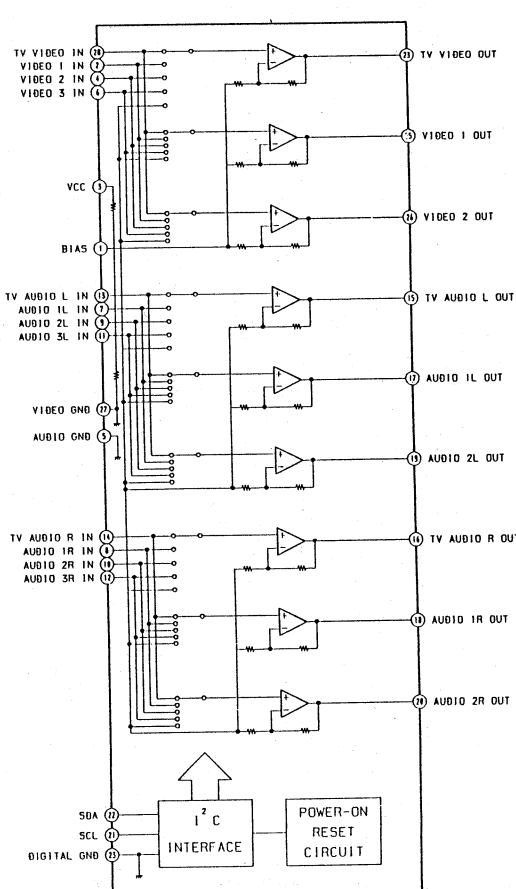 TV VIDEO IN 28
VIDEO 1 IN 2
VIDEO 2 IN 4
VIDEO 3 IN 6
23 TV VIDEO OUT
25 VIDEO 1 OUT
VCC 3
26 VIDEO 2 OUT
BIAS 1
TV AUDIO L IN 13
AUDIO 1L IN 7
AUDIO 2L IN 9
AUDIO 3L IN 11
15 TV AUDIO L OUT
17 AUDIO 1L OUT
VIDEO GND 27
AUDIO GND 5
19 AUDIO 2L OUT
TV AUDIO R IN 14
AUDIO 1R IN 8
AUDIO 2R IN 10
AUDIO 3R IN 12
16 TV AUDIO R OUT
18 AUDIO 1R OUT
20 AUDIO 2R OUT
SDA 22
SCL 21
DIGITAL GND 23
I²C
INTERFACE
POWER-ON
RESET
CIRCUIT